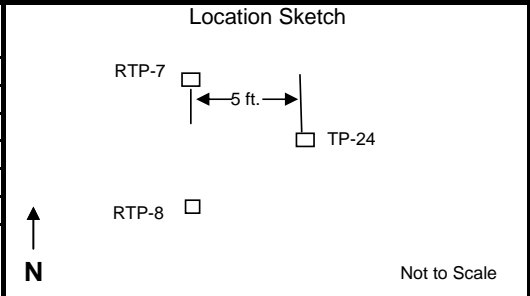 Location Sketch
RTP-7
5 ft.
TP-24
RTP-8
N
Not to Scale